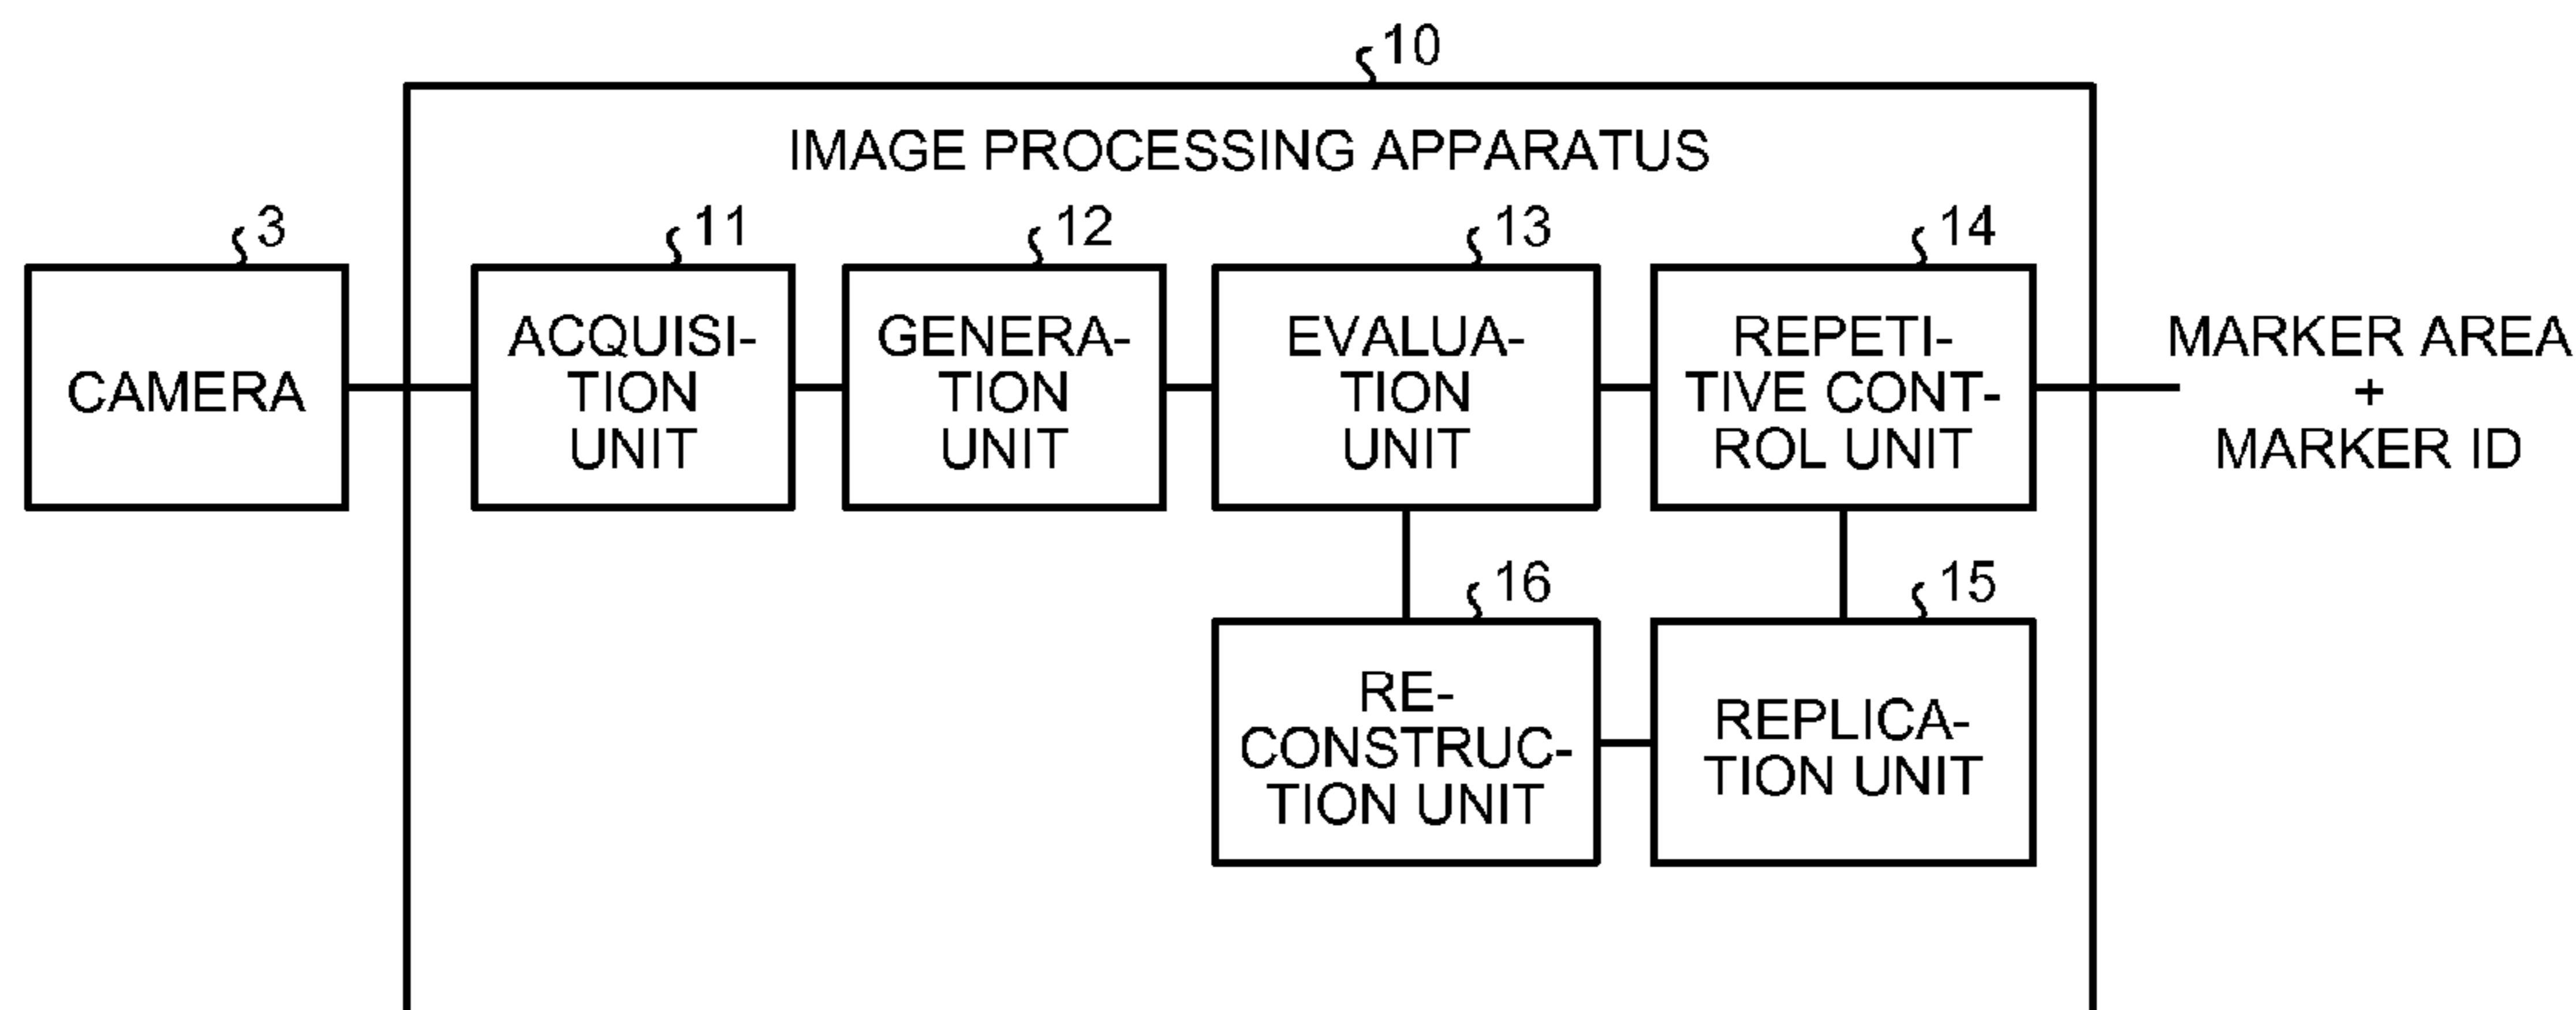 10
IMAGE PROCESSING APPARATUS
3
11
12
13
14
CAMERA
ACQUISI-
TION
UNIT
GENERA-
TION
UNIT
EVALUA-
TION
UNIT
REPETI-
TIVE CONT-
ROL UNIT
MARKER AREA
+
MARKER ID
16
15
RE-
CONSTRUC-
TION UNIT
REPLICA-
TION UNIT